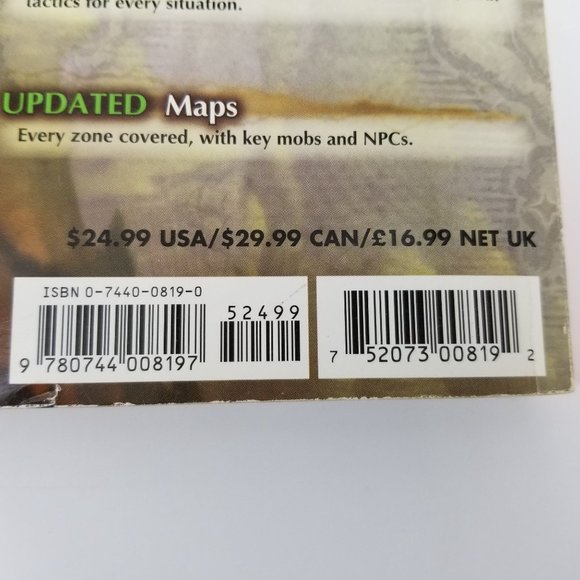 tactics for every situation.
UPDATED Maps
Every zone covered, with key mobs and NPCs.
$24.99 USA/$29.99 CAN/£16.99 NET UK
ISBN 0-7440-0819-0
52499
9 780744 008197
7 52073 00819 2